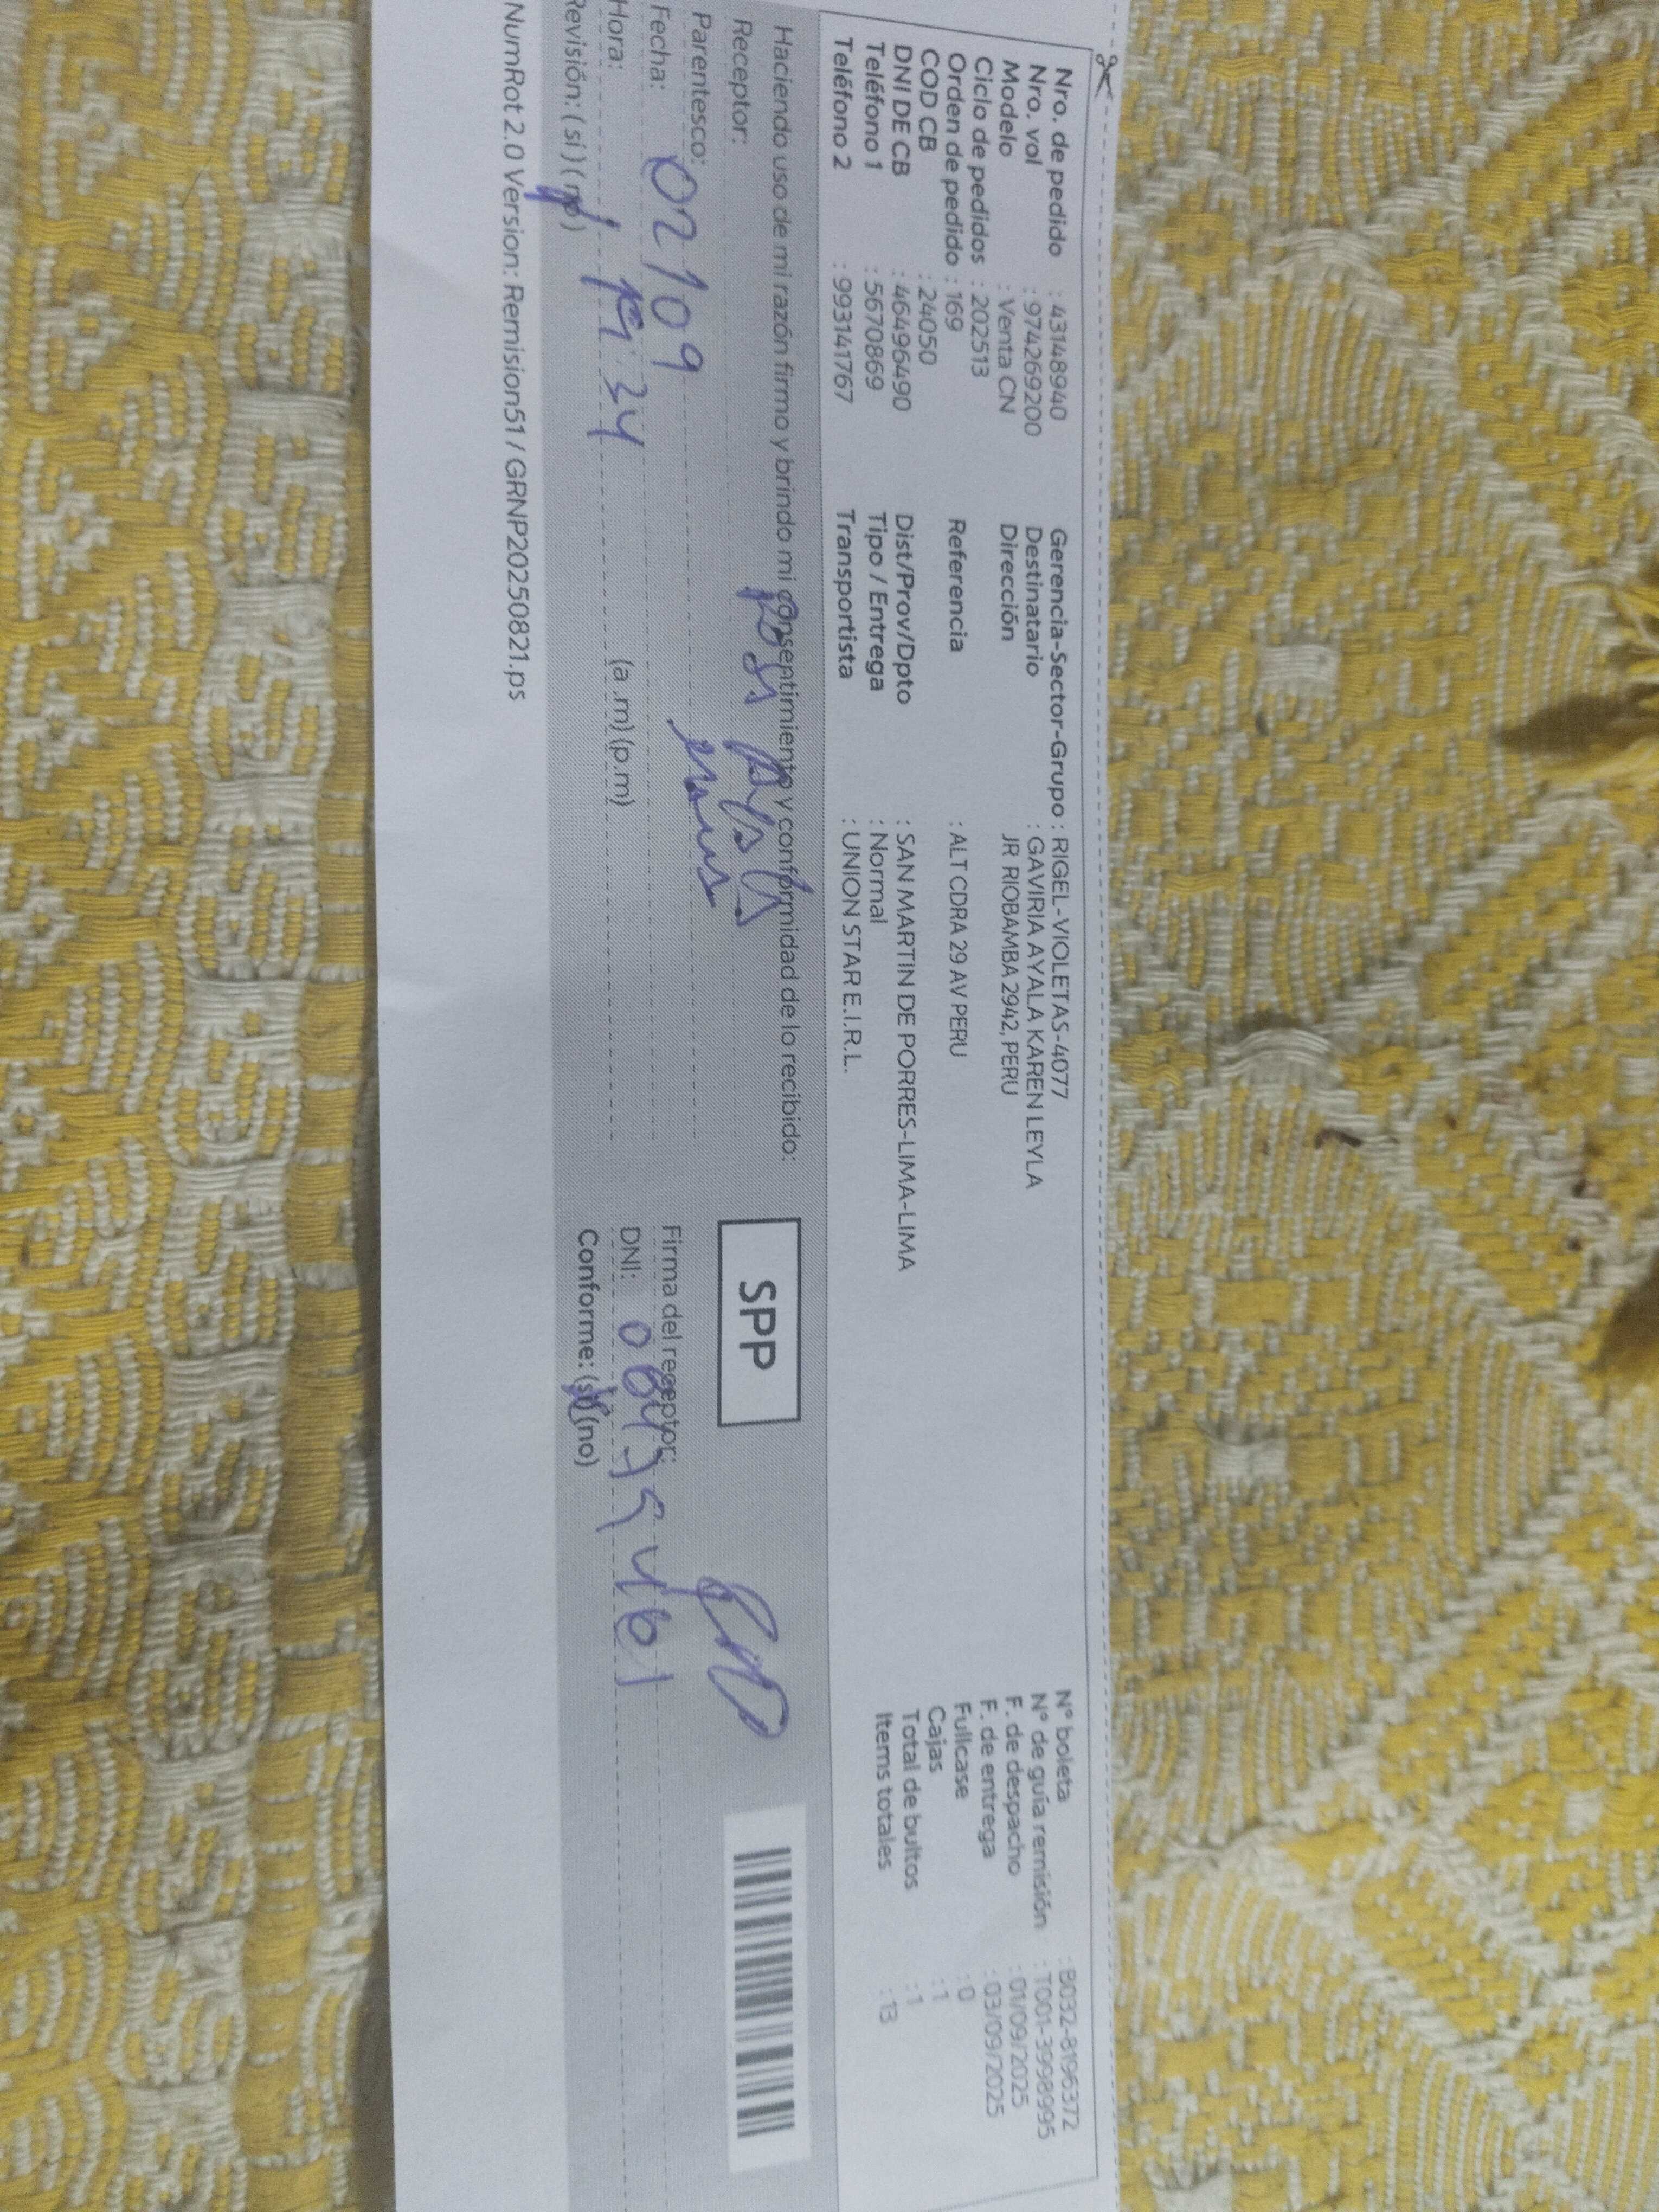 Nro. de pedido : 43148940
Nro. vol : 974269200
Modelo : Venta CN
Ciclo de pedidos : 202513
Orden de pedido : 169
COD CB : 24050
DNI DE CB : 46496490
Teléfono 1 : 5670869
Teléfono 2 : 993141767
Gerencia-Sector-Grupo : RIGEL-VIOLETAS-4077
Destinatario : GAVIRIA AYALA KAREN LEYLA
Dirección JR RIOBAMBA 2942, PERU
Referencia : ALT CDRA 29 AV PERU
Dist/Prov/Dpto : SAN MARTIN DE PORRES-LIMA-LIMA
Tipo / Entrega : Normal
Transportista : UNION STAR E.I.R.L.
N° boleta : B032-8196372
N° de guía remisión : T001-3998995
F. de despacho : 01/09/2025
F. de entrega : 03/09/2025
Fullcase : 0
Cajas : 1
Total de bultos : 1
Items totales : 13
Haciendo uso de mi razón firmo y brindo mi consentimiento y conformidad de lo recibido:
Receptor:
Parentesco:
Fecha: 02/09
Hora: 24 (a.m)(p.m)
Revisión: ( si ) ( no )
SPP
Firma del receptor:
DNI:
Conforme: (si) (no)
NumRot 2.0 Version: Remision51 / GRNP20250821.ps